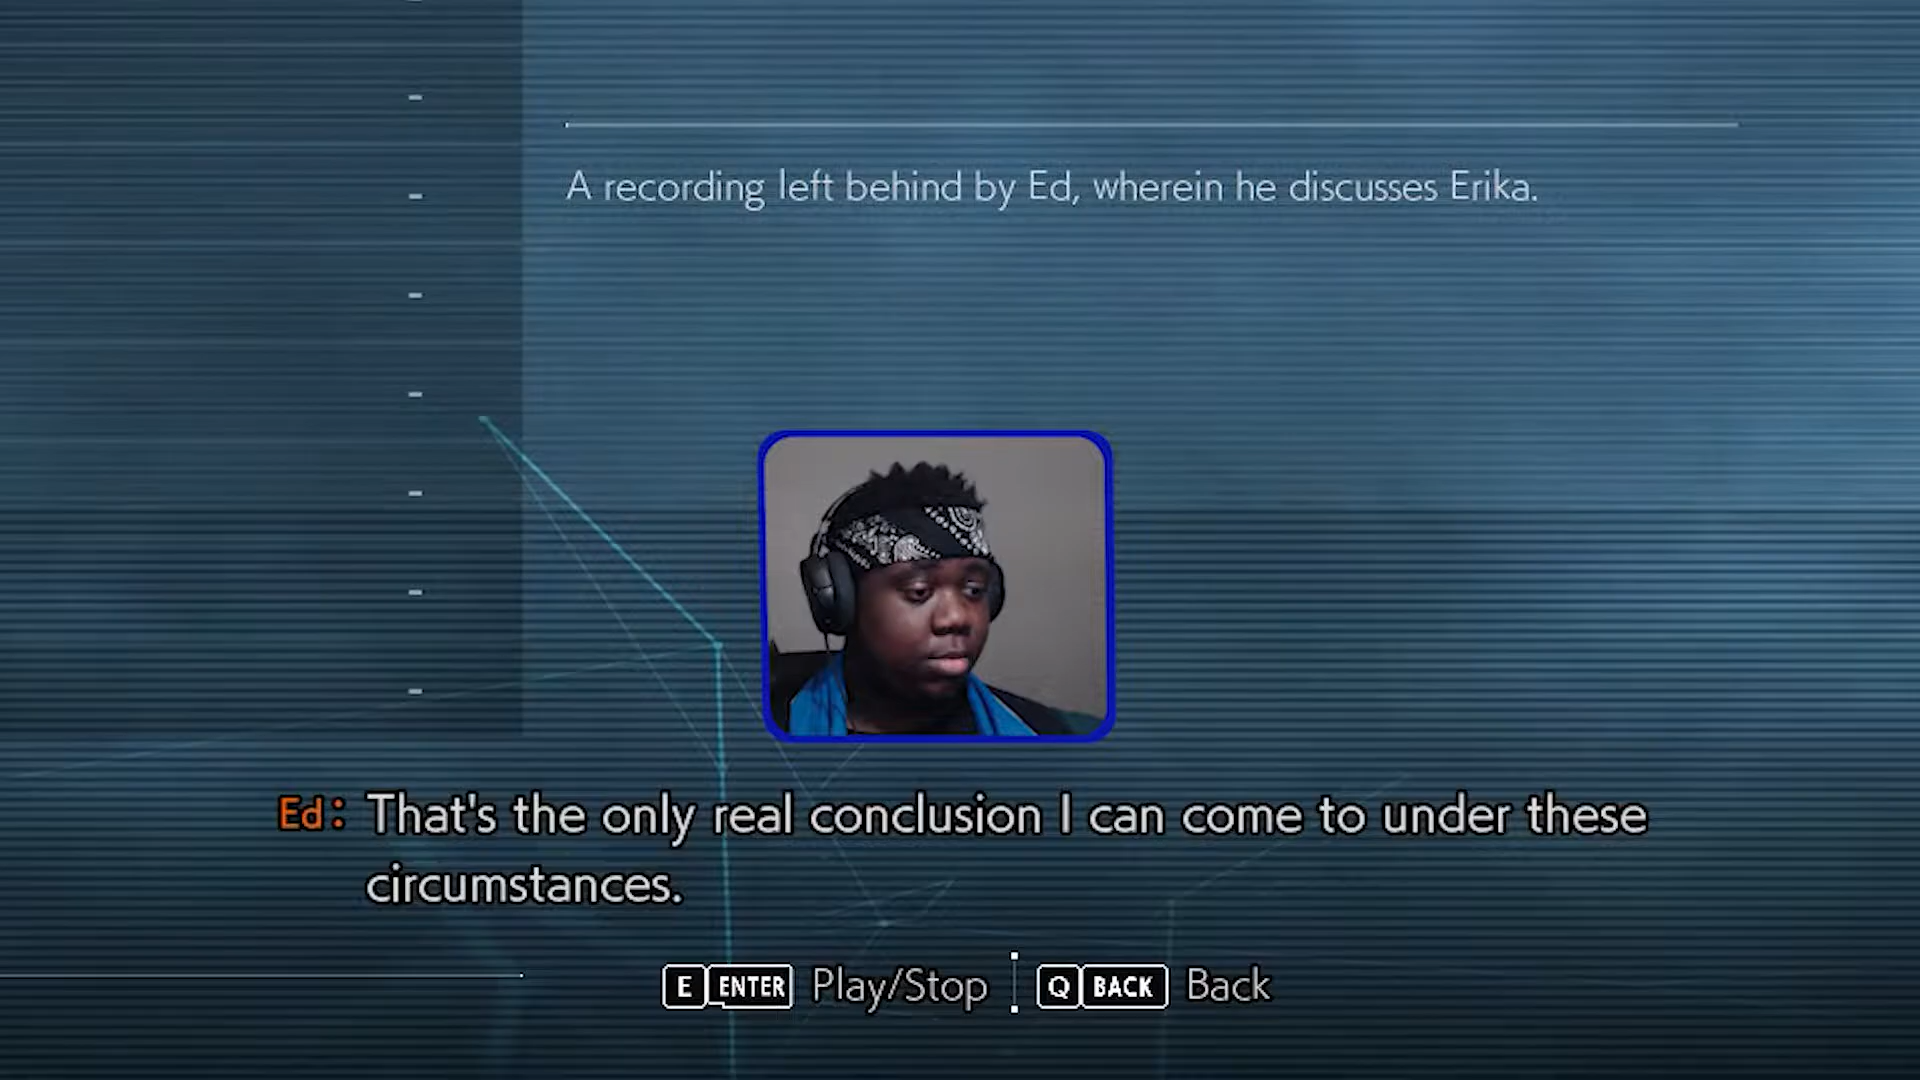 A recording left behind by Ed, wherein he discusses Erika.
Ed: That's the only real conclusion I can come to under these
circumstances.
E ENTER Play/Stop Q BACK Back